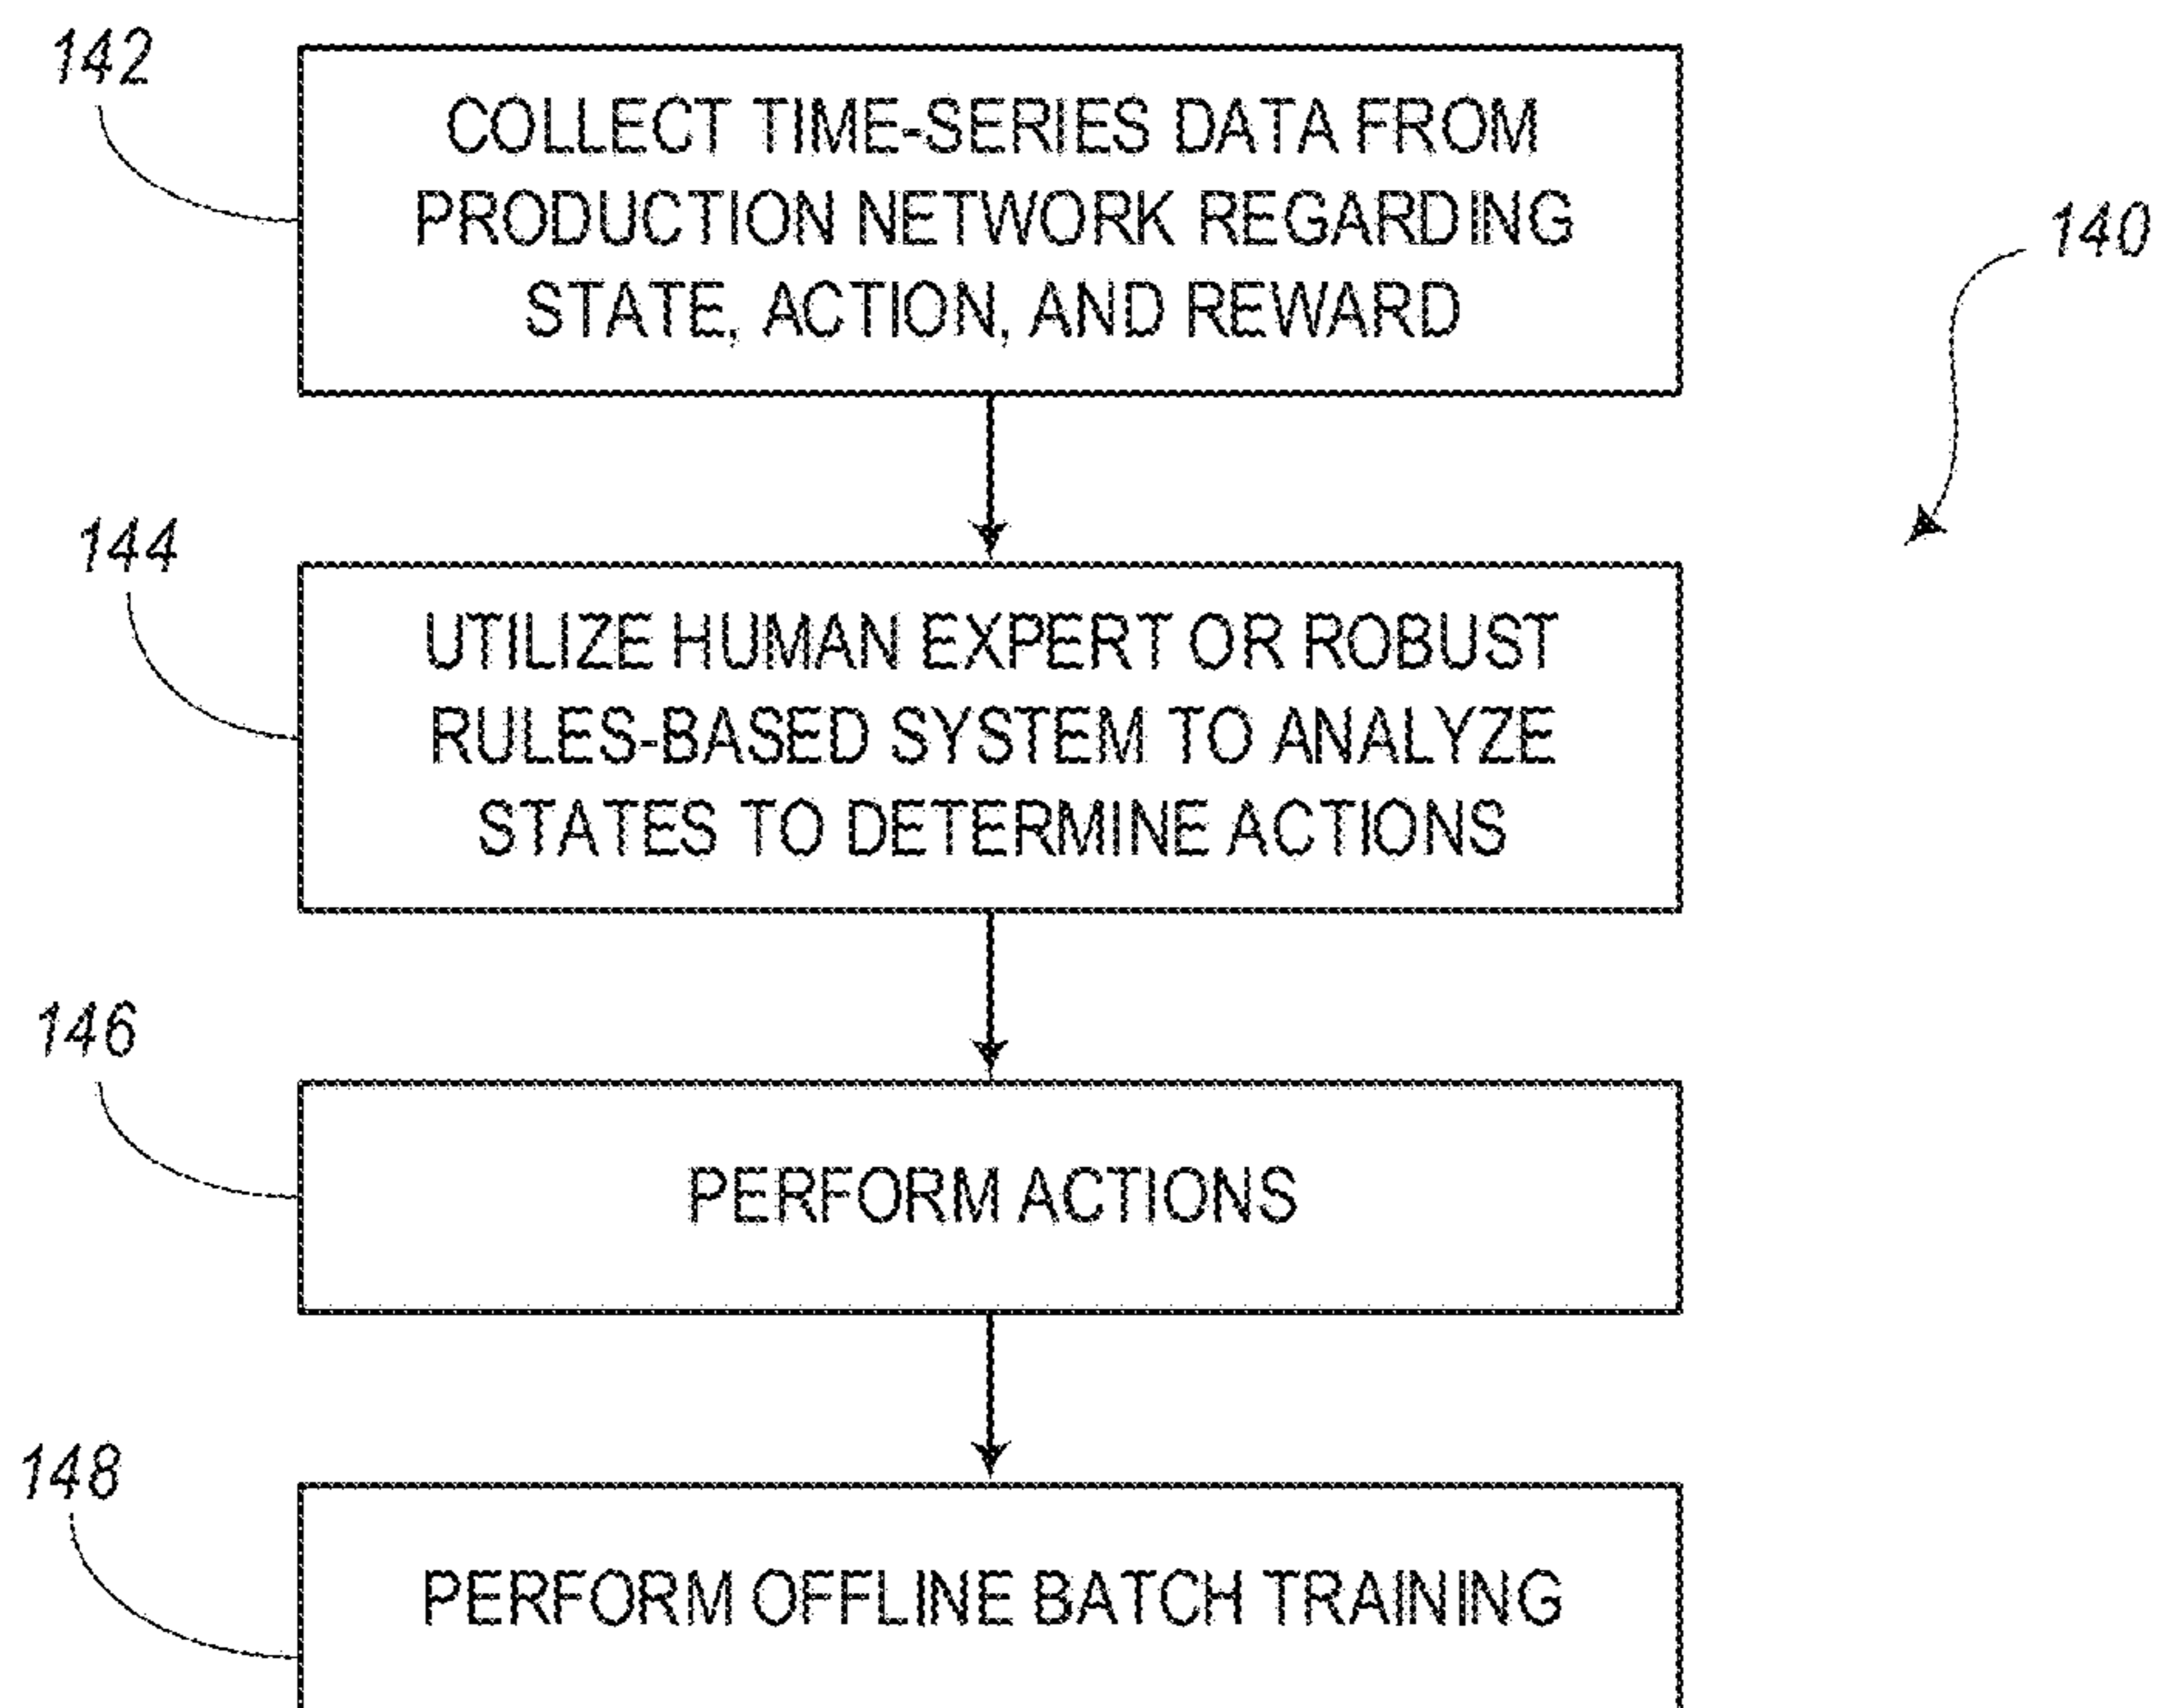 142
COLLECT TIME-SERIES DATA FROM
PRODUCTION NETWORK REGARDING
STATE, ACTION, AND REWARD
140
144
UTILIZE HUMAN EXPERT OR ROBUST
RULES-BASED SYSTEM TO ANALYZE
STATES TO DETERMINE ACTIONS
146
PERFORM ACTIONS
148
PERFORM OFFLINE BATCH TRAINING